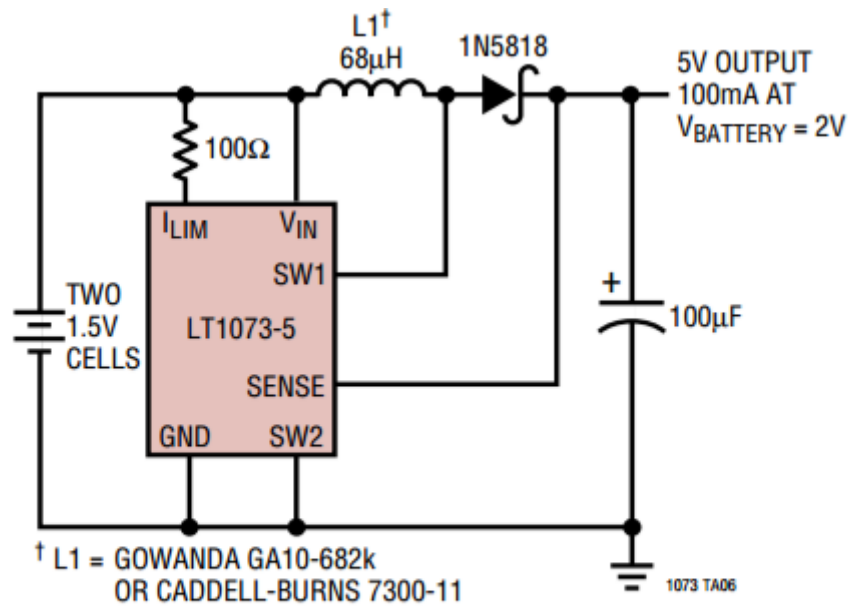 L1†
68µH
1N5818
5V OUTPUT
100mA AT
VBATTERY = 2V
100Ω
ILIM
VIN
SW1
TWO
1.5V
CELLS
LT1073-5
+
100µF
SENSE
GND
SW2
† L1 = GOWANDA GA10-682k
OR CADDELL-BURNS 7300-11
1073 TA06